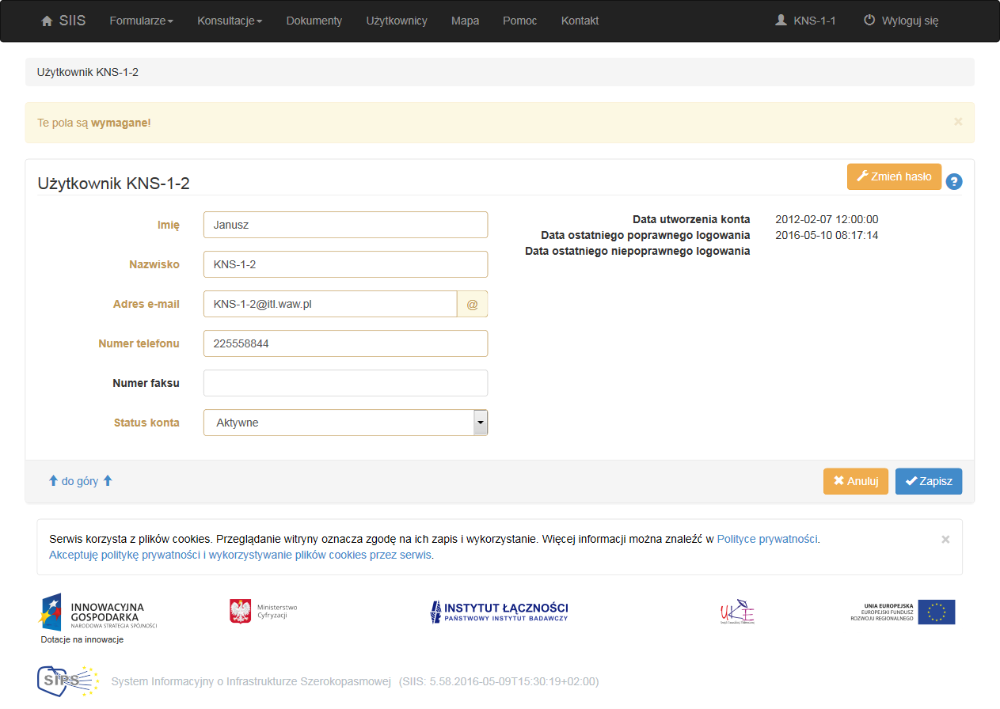 SIIS Formularze Konsultacje Dokumenty Użytkownicy Mapa Pomoc Kontakt KNS-1-1 Wyloguj się
Użytkownik KNS-1-2
Te pola są wymagane!
×
Użytkownik KNS-1-2
Zmień hasło ?
Imię Janusz
Nazwisko KNS-1-2
Adres e-mail KNS-1-2@itl.waw.pl @
Numer telefonu 225558844
Numer faksu
Status konta Aktywne
Data utworzenia konta 2012-02-07 12:00:00
Data ostatniego poprawnego logowania 2016-05-10 08:17:14
Data ostatniego niepoprawnego logowania
do góry
Anuluj Zapisz
Serwis korzysta z plików cookies. Przeglądanie witryny oznacza zgodę na ich zapis i wykorzystanie. Więcej informacji można znaleźć w Polityce prywatności. ×
Akceptuję politykę prywatności i wykorzystywanie plików cookies przez serwis.
INNOWACYJNA
GOSPODARKA
NARODOWA STRATEGIA SPÓJNOŚCI
Dotacje na innowacje
Ministerstwo
Cyfryzacji
INSTYTUT ŁĄCZNOŚCI
PAŃSTWOWY INSTYTUT BADAWCZY
UKE
Urząd Komunikacji Elektronicznej
UNIA EUROPEJSKA
EUROPEJSKI FUNDUSZ
ROZWOJU REGIONALNEGO
SIPS
System Informacyjny o Infrastrukturze Szerokopasmowej (SIIS: 5.58.2016-05-09T15:30:19+02:00)